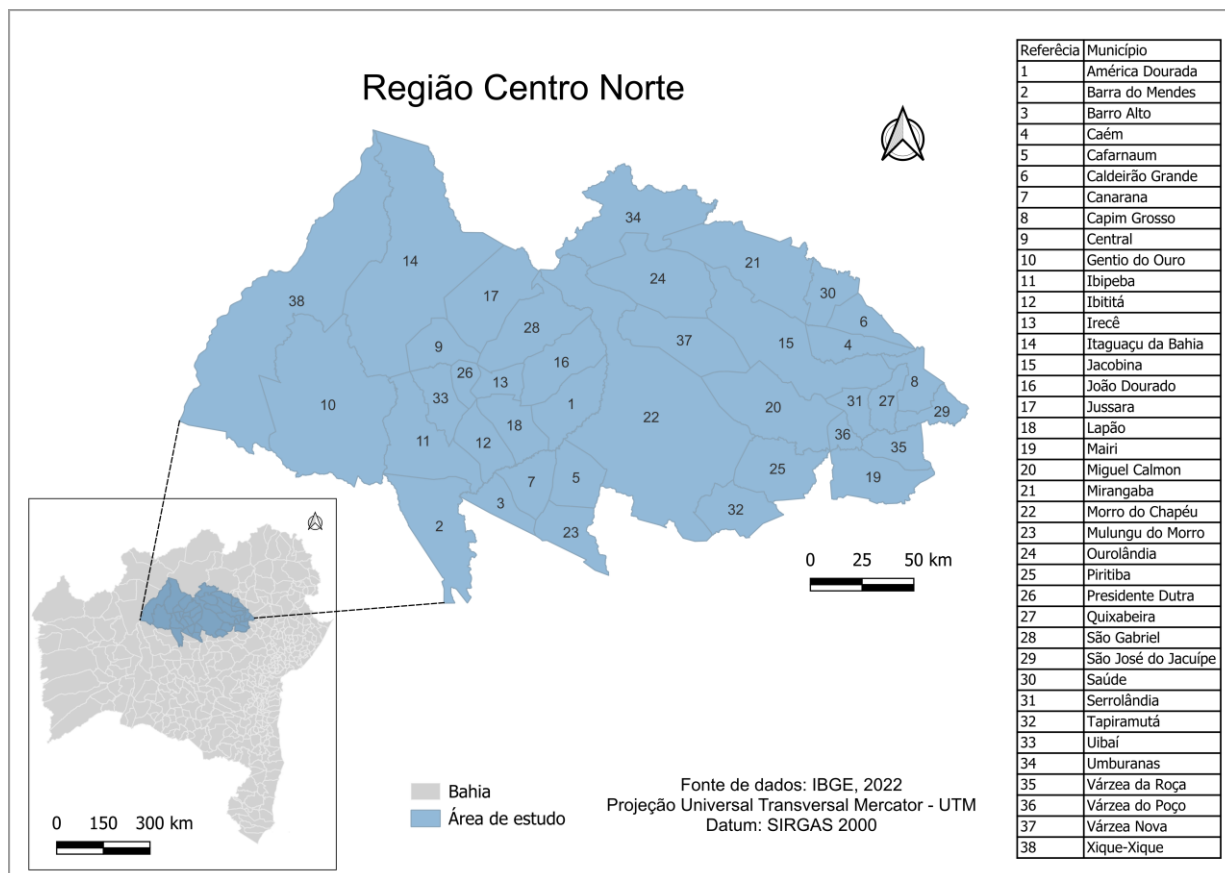 Região Centro Norte
34
14
21
24
38
17
30
28
6
37
15
4
9
16
26
13
8
33
31
27
10
1
20
29
22
18
36
11
12
35
25
5
19
7
3
32
2
23
0 25 50 km
Bahia
Área de estudo
0 150 300 km
Fonte de dados: IBGE, 2022
Projeção Universal Transversal Mercator - UTM
Datum: SIRGAS 2000
Referêcia Município
1 América Dourada
2 Barra do Mendes
3 Barro Alto
4 Caém
5 Cafarnaum
6 Caldeirão Grande
7 Canarana
8 Capim Grosso
9 Central
10 Gentio do Ouro
11 Ibipeba
12 Ibititá
13 Irecê
14 Itaguaçu da Bahia
15 Jacobina
16 João Dourado
17 Jussara
18 Lapão
19 Mairi
20 Miguel Calmon
21 Mirangaba
22 Morro do Chapéu
23 Mulungu do Morro
24 Ourolândia
25 Piritiba
26 Presidente Dutra
27 Quixabeira
28 São Gabriel
29 São José do Jacuípe
30 Saúde
31 Serrolândia
32 Tapiramutá
33 Uibaí
34 Umburanas
35 Várzea da Roça
36 Várzea do Poço
37 Várzea Nova
38 Xique-Xique